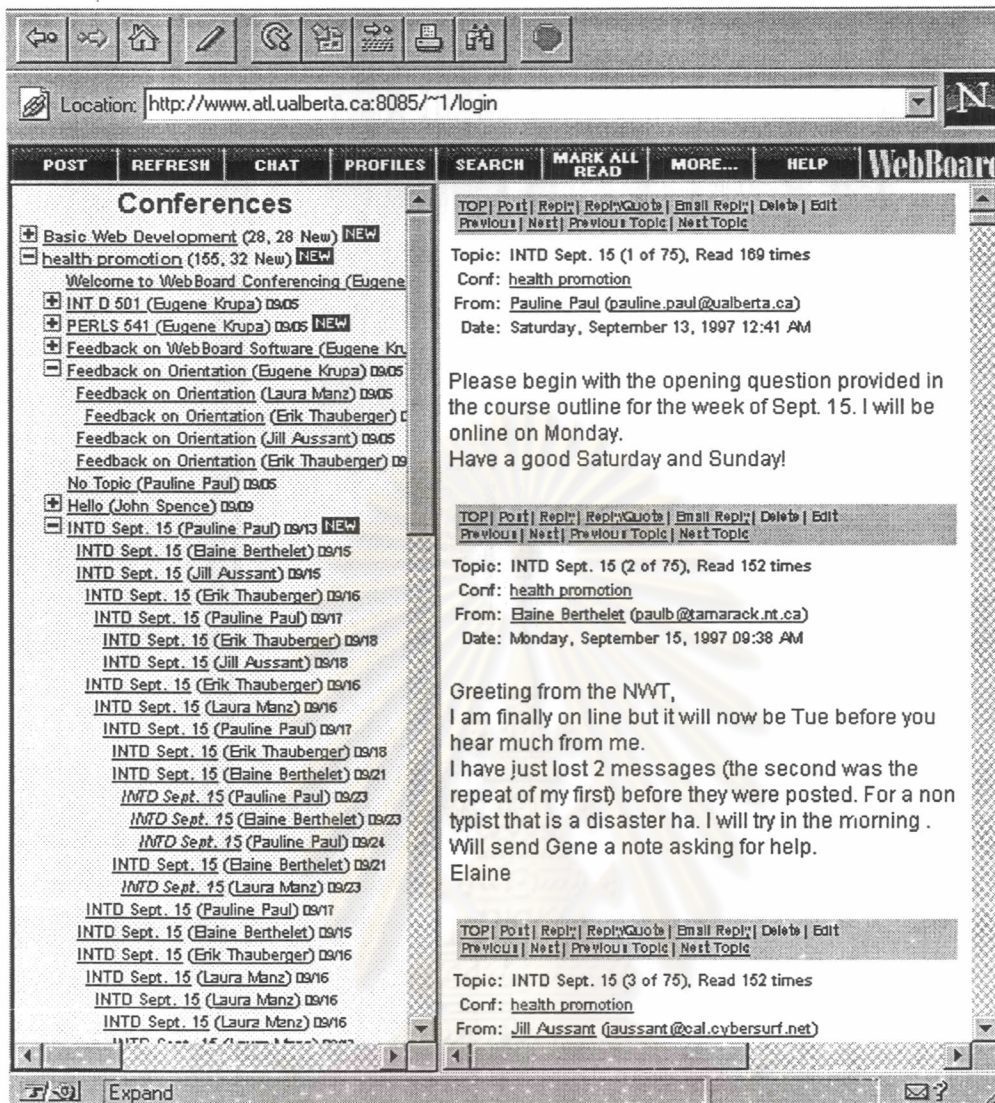 Location: http://www.atl.ualberta.ca:8085/~1/login
N
POST REFRESH CHAT PROFILES SEARCH MARK ALL READ MORE... HELP WebBoard
Conferences
Basic Web Development (28, 28 New) NEW
health promotion (155, 32 New) NEW
Welcome to WebBoard Conferencing (Eugene
INT D 501 (Eugene Krupa) 09/05
PERLS 541 (Eugene Krupa) 09/05 NEW
Feedback on WebBoard Software (Eugene Kru
Feedback on Orientation (Eugene Krupa) 09/05
Feedback on Orientation (Laura Manz) 09/05
Feedback on Orientation (Erik Thauberger)
Feedback on Orientation (Jill Aussant) 09/05
Feedback on Orientation (Erik Thauberger) 09
No Topic (Pauline Paul) 09/05
Hello (John Spence) 09/09
INTD Sept. 15 (Pauline Paul) 09/13 NEW
INTD Sept. 15 (Elaine Berthelet) 09/15
INTD Sept. 15 (Jill Aussant) 09/15
INTD Sept. 15 (Erik Thauberger) 09/16
INTD Sept. 15 (Pauline Paul) 09/17
INTD Sept. 15 (Erik Thauberger) 09/18
INTD Sept. 15 (Jill Aussant) 09/18
INTD Sept. 15 (Erik Thauberger) 09/16
INTD Sept. 15 (Laura Manz) 09/16
INTD Sept. 15 (Pauline Paul) 09/17
INTD Sept. 15 (Erik Thauberger) 09/18
INTD Sept. 15 (Elaine Berthelet) 09/21
INTD Sept. 15 (Pauline Paul) 09/23
INTD Sept. 15 (Elaine Berthelet) 09/23
INTD Sept. 15 (Pauline Paul) 09/24
INTD Sept. 15 (Elaine Berthelet) 09/21
INTD Sept. 15 (Laura Manz) 09/23
INTD Sept. 15 (Pauline Paul) 09/17
INTD Sept. 15 (Elaine Berthelet) 09/15
INTD Sept. 15 (Erik Thauberger) 09/16
INTD Sept. 15 (Laura Manz) 09/16
INTD Sept. 15 (Laura Manz) 09/16
INTD Sept. 15 (Laura Manz) 09/16
TOP| Post| Reply| Reply/Quote| Email Reply| Delete| Edit
Previous| Next| Previous Topic| Next Topic
Topic: INTD Sept. 15 (1 of 75), Read 169 times
Conf: health promotion
From: Pauline Paul (pauline.paul@ualberta.ca)
Date: Saturday, September 13, 1997 12:41 AM
Please begin with the opening question provided in
the course outline for the week of Sept. 15. I will be
online on Monday.
Have a good Saturday and Sunday!
TOP| Post| Reply| Reply/Quote| Email Reply| Delete| Edit
Previous| Next| Previous Topic| Next Topic
Topic: INTD Sept. 15 (2 of 75), Read 152 times
Conf: health promotion
From: Elaine Berthelet (paulb@tamarack.nt.ca)
Date: Monday, September 15, 1997 09:38 AM
Greeting from the NWT,
I am finally on line but it will now be Tue before you
hear much from me.
I have just lost 2 messages (the second was the
repeat of my first) before they were posted. For a non
typist that is a disaster ha. I will try in the morning .
Will send Gene a note asking for help.
Elaine
TOP| Post| Reply| Reply/Quote| Email Reply| Delete| Edit
Previous| Next| Previous Topic| Next Topic
Topic: INTD Sept. 15 (3 of 75), Read 152 times
Conf: health promotion
From: Jill Aussant (jaussant@cal.cybersurf.net)
Expand